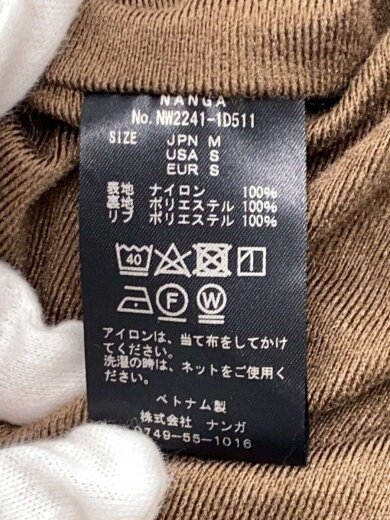 NANGA
No. NW2241-1D511
SIZE JPN M
USA S
EUR S
表地 ナイロン 100%
裏地 ポリエステル 100%
リブ ポリエステル 100%
40
F W
アイロンは、当て布をしてかけ
てください。
洗濯の時は、ネットをご使用く
ださい。
ベトナム製
株式会社 ナンガ
0749-55-1016